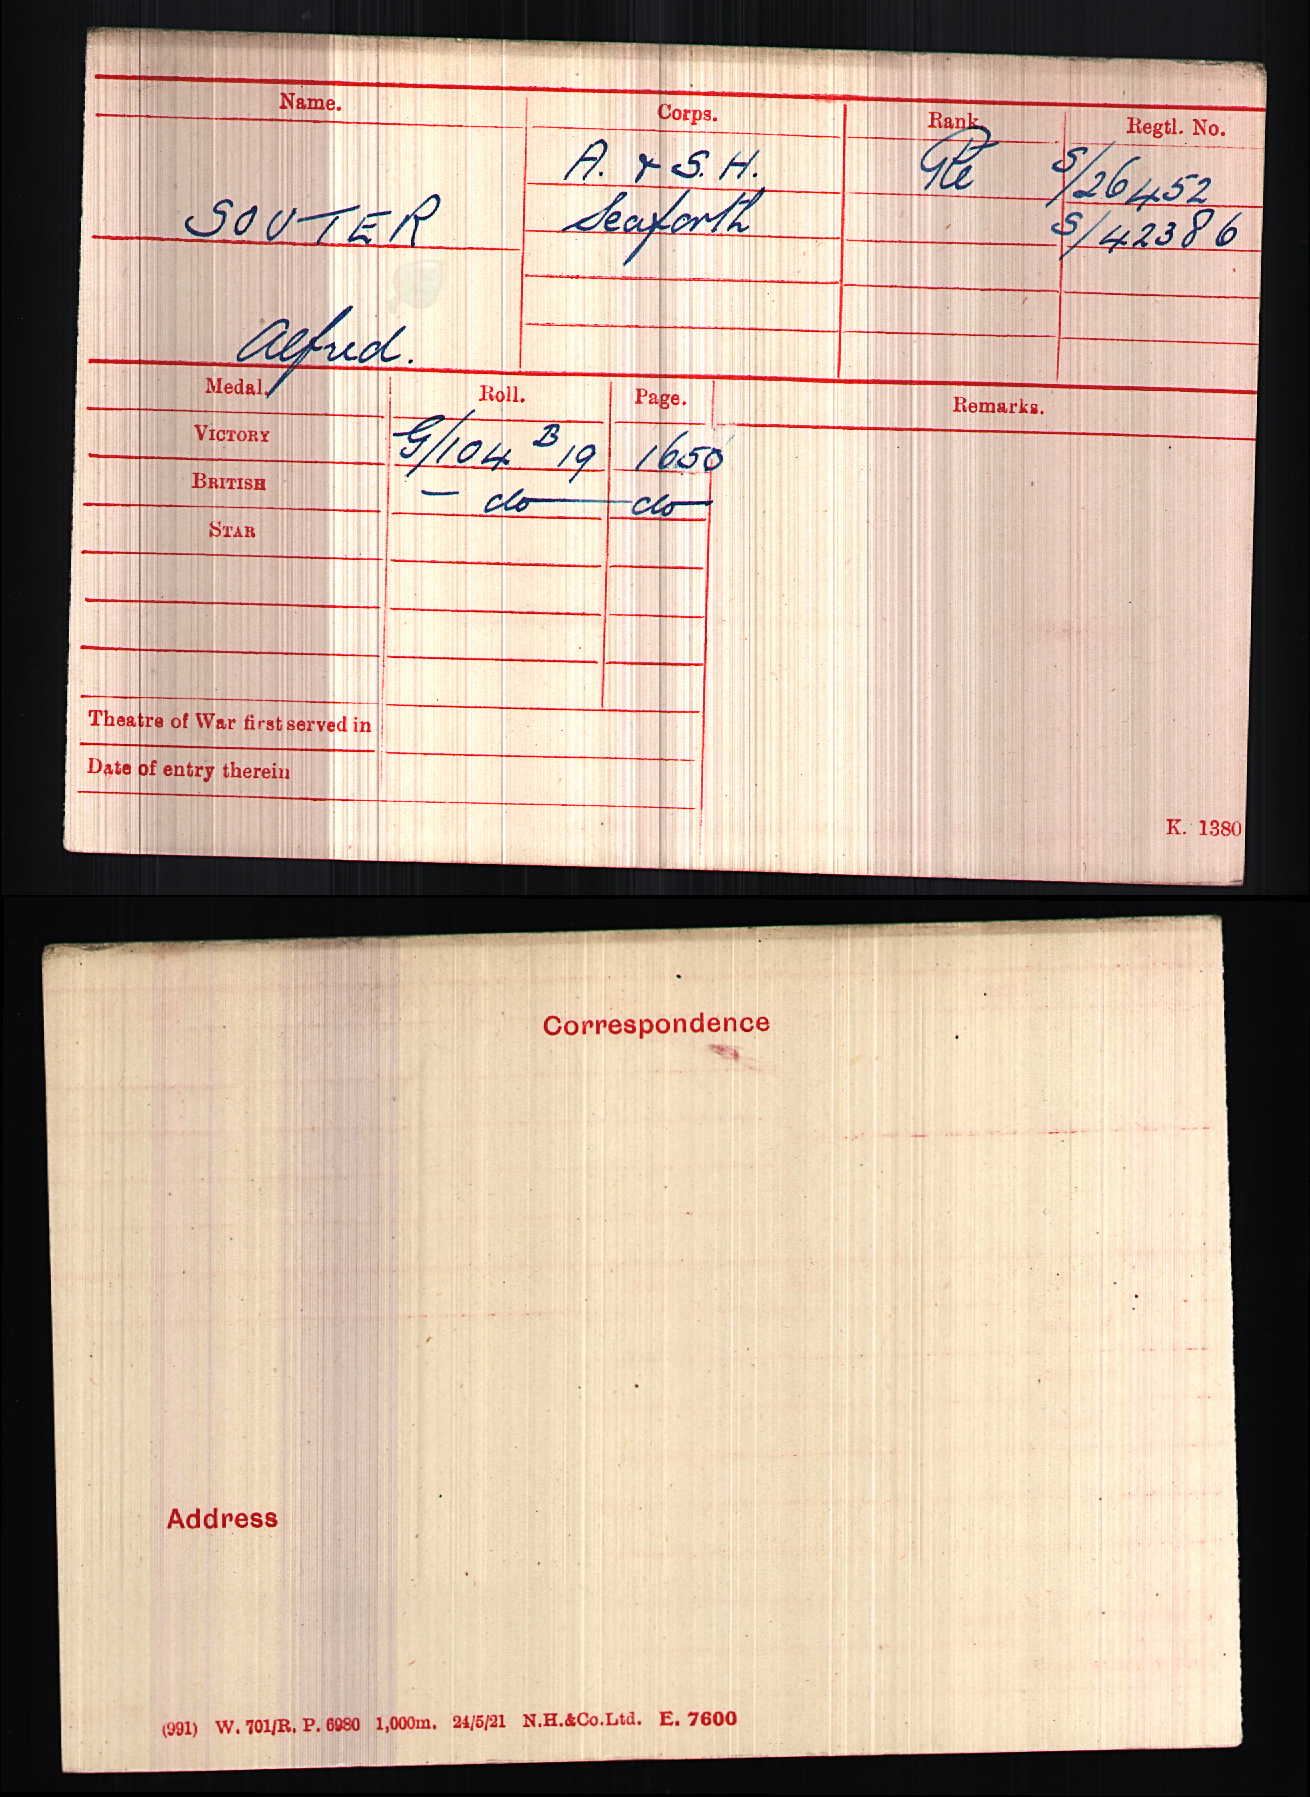 Name. Corps. Rank Regtl. No.
A. & S. H. Pte S/26452
SOUTER Seaforth S/42386
Alfred.
Medal. Roll. Page. Remarks.
VICTORY G/104 B 19 1650
BRITISH — do — do —
STAR
Theatre of War first served in
Date of entry therein
K. 1380
Correspondence
Address
(991) W. 701/R. P. 6980 1,000m. 24/5/21 N.H.&Co.Ltd. E. 7600